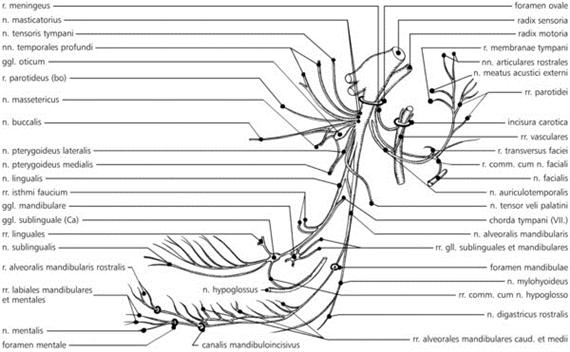 r. meningeus
n. masticatorius
n. tensoris tympani
nn. temporales profundi
ggl. oticum
r. parotideus (bo)
n. massetericus
n. buccalis
n. pterygoideus lateralis
n. pterygoideus medialis
n. lingualis
rr. isthmi faucium
ggl. mandibulare
ggl. sublinguale (Ca)
rr. linguales
n. sublingualis
r. alveoralis mandibularis rostralis
rr. labiales mandibulares
et mentales
n. mentalis
foramen mentale
n. hypoglossus
canalis mandibuloincisivus
foramen ovale
radix sensoria
radix motoria
r. membranae tympani
nn. articulares rostrales
n. meatus acustici externi
rr. parotidei
incisura carotica
rr. vasculares
r. transversus faciei
r. comm. cum n. faciali
n. facialis
n. auriculotemporalis
n. tensor veli palatini
chorda tympani (VII.)
n. alveoralis mandibularis
rr. gll. sublinguales et mandibulares
foramen mandibulae
n. mylohyoideus
rr. comm. cum n. hypoglosso
n. digastricus rostralis
rr. alveorales mandibulares caud. et medii